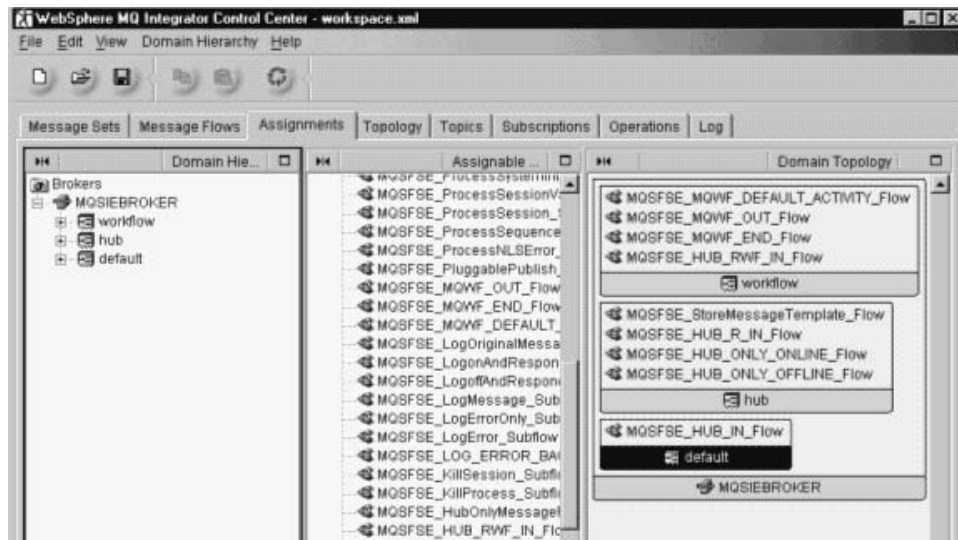 WebSphere MQ Integrator Control Center - workspace.xml
File Edit View Domain Hierarchy Help
Message Sets Message Flows Assignments Topology Topics Subscriptions Operations Log
Domain Hie...
Brokers
MQSIEBROKER
workflow
hub
default
Assignable ...
MQSFSE_ProcessSessionV
MQSFSE_ProcessSession_
MQSFSE_ProcessSequence
MQSFSE_ProcessNLSError_
MQSFSE_PluggablePublish_
MQSFSE_MQWF_OUT_Flow
MQSFSE_MQWF_END_Flow
MQSFSE_MQWF_DEFAULT_
MQSFSE_LogOriginalMessa
MQSFSE_LogonAndRespon
MQSFSE_LogoffAndRespond
MQSFSE_LogMessage_Sub
MQSFSE_LogErrorOnly_Sub
MQSFSE_LogError_Subflow
MQSFSE_LOG_ERROR_BA
MQSFSE_KillSession_Subfl
MQSFSE_KillProcess_Subfl
MQSFSE_HubOnlyMessage
MQSFSE_HUB_RWF_IN_Flo
Domain Topology
MQSFSE_MQWF_DEFAULT_ACTIVITY_Flow
MQSFSE_MQWF_OUT_Flow
MQSFSE_MQWF_END_Flow
MQSFSE_HUB_RWF_IN_Flow
workflow
MQSFSE_StoreMessageTemplate_Flow
MQSFSE_HUB_R_IN_Flow
MQSFSE_HUB_ONLY_ONLINE_Flow
MQSFSE_HUB_ONLY_OFFLINE_Flow
hub
MQSFSE_HUB_IN_Flow
default
MQSIEBROKER